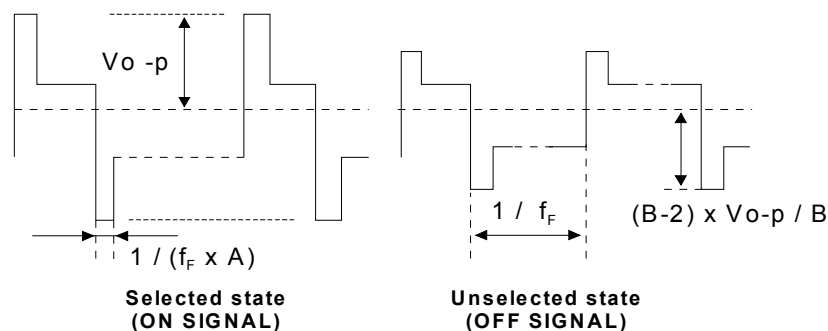 Vo -p
1 / f_F
(B-2) x Vo-p / B
1 / (f_F x A)
Selected state
(ON SIGNAL)
Unselected state
(OFF SIGNAL)